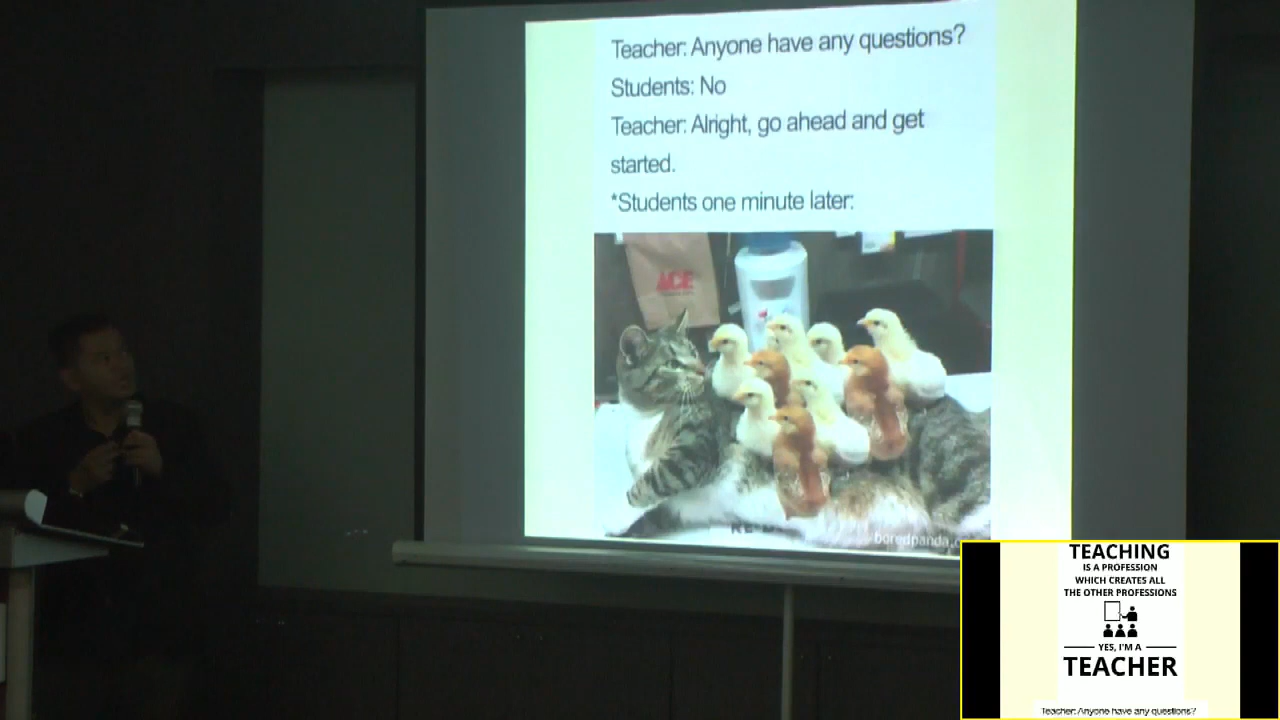 Teacher: Anyone have any questions?
Students: No
Teacher: Alright, go ahead and get
started.
*Students one minute later:
ACE
boredpanda.
TEACHING
IS A PROFESSION
WHICH CREATES ALL
THE OTHER PROFESSIONS
YES, I'M A
TEACHER
Teacher: Anyone have any questions?